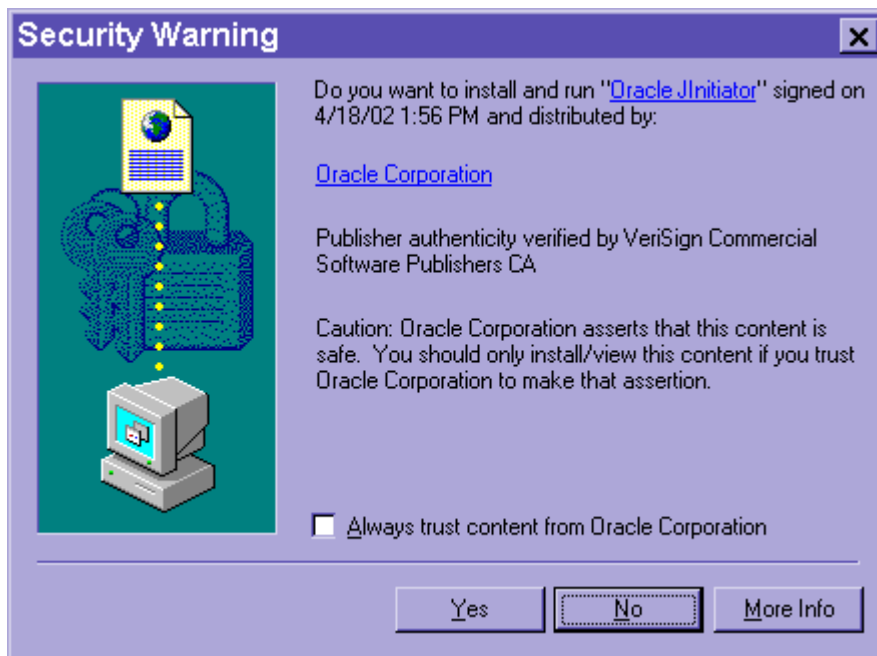 Security Warning
Do you want to install and run "Oracle JInitiator" signed on
4/18/02 1:56 PM and distributed by:
Oracle Corporation
Publisher authenticity verified by VeriSign Commercial
Software Publishers CA
Caution: Oracle Corporation asserts that this content is
safe.  You should only install/view this content if you trust
Oracle Corporation to make that assertion.
Always trust content from Oracle Corporation
Yes No More Info